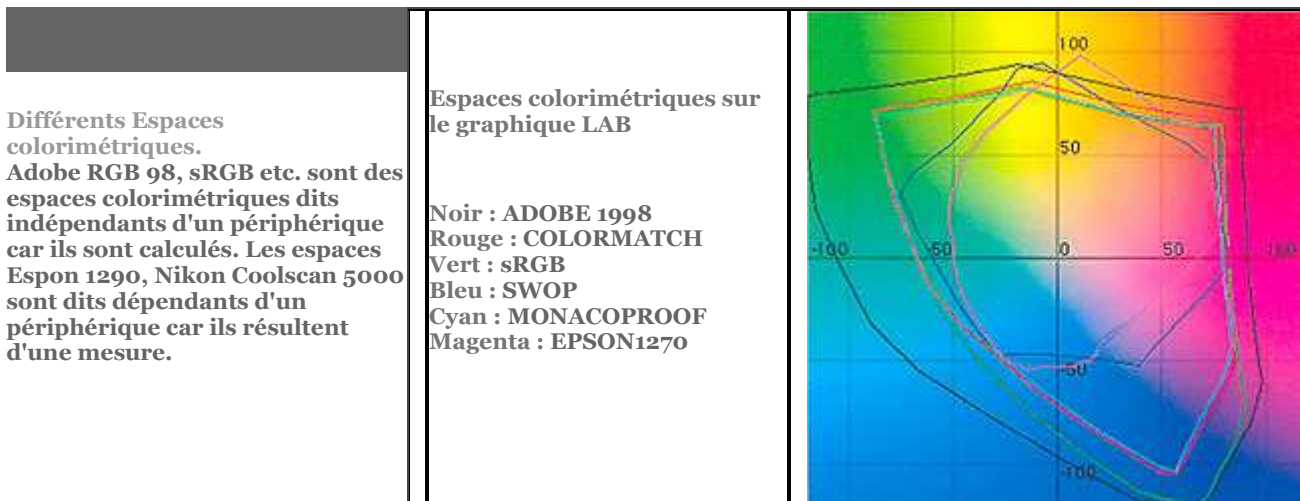 Différents Espaces
colorimétriques.
Adobe RGB 98, sRGB etc. sont des
espaces colorimétriques dits
indépendants d'un périphérique
car ils sont calculés. Les espaces
Espon 1290, Nikon Coolscan 5000
sont dits dépendants d'un
périphérique car ils résultent
d'une mesure.
Espaces colorimétriques sur
le graphique LAB
Noir : ADOBE 1998
Rouge : COLORMATCH
Vert : sRGB
Bleu : SWOP
Cyan : MONACOPROOF
Magenta : EPSON1270
100
50
-100 -50 0 50 100
-50
-100